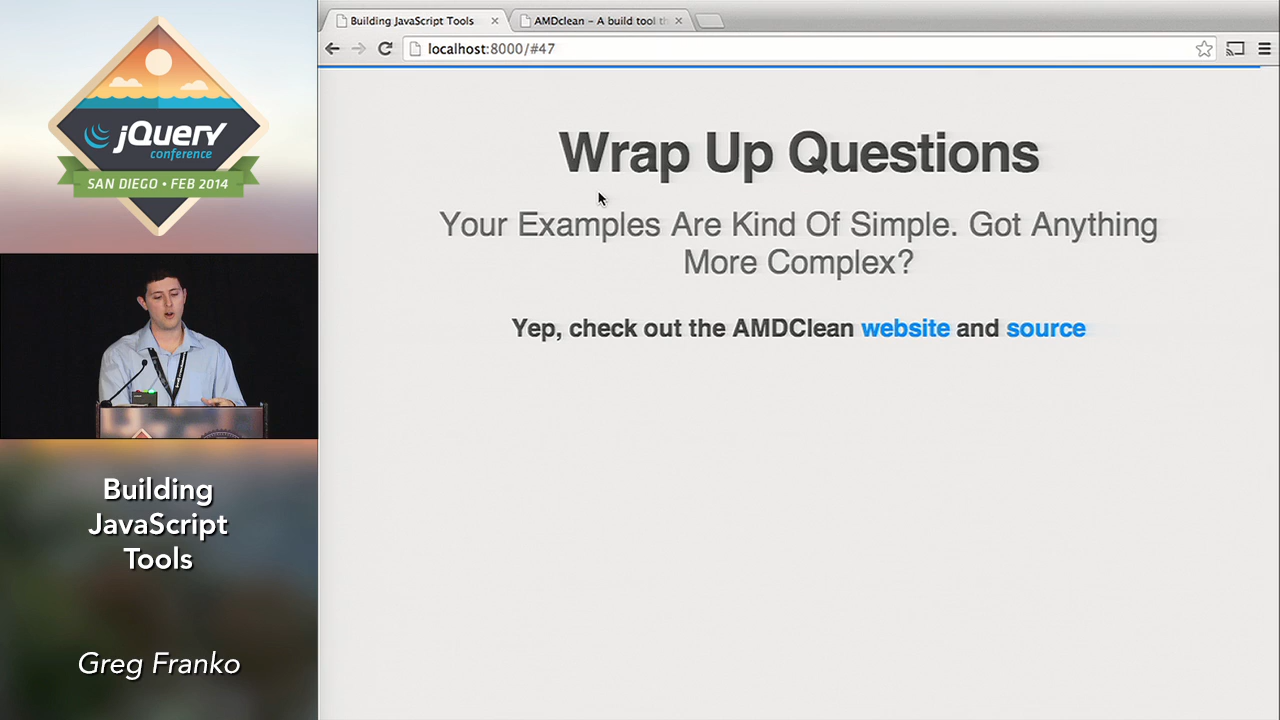 jQuery
conference
SAN DIEGO • FEB 2014
Building
JavaScript
Tools
Greg Franko
Building JavaScript Tools
AMDclean – A build tool th
localhost:8000/#47
Wrap Up Questions
Your Examples Are Kind Of Simple. Got Anything
More Complex?
Yep, check out the AMDClean website and source